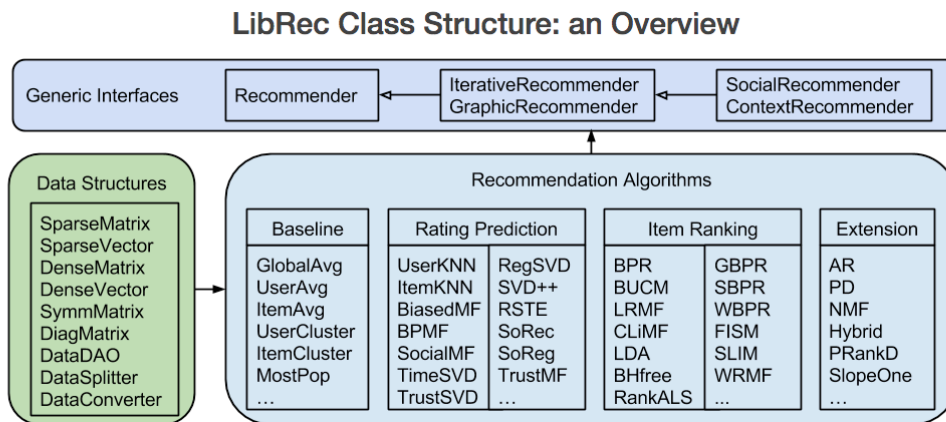 LibRec Class Structure: an Overview
Generic Interfaces
Recommender
IterativeRecommender
GraphicRecommender
SocialRecommender
ContextRecommender
Data Structures
SparseMatrix
SparseVector
DenseMatrix
DenseVector
SymmMatrix
DiagMatrix
DataDAO
DataSplitter
DataConverter
Recommendation Algorithms
Baseline
GlobalAvg
UserAvg
ItemAvg
UserCluster
ItemCluster
MostPop
…
Rating Prediction
UserKNN
ItemKNN
BiasedMF
BPMF
SocialMF
TimeSVD
TrustSVD
RegSVD
SVD++
RSTE
SoRec
SoReg
TrustMF
…
Item Ranking
BPR
BUCM
LRMF
CLiMF
LDA
BHfree
RankALS
GBPR
SBPR
WBPR
FISM
SLIM
WRMF
...
Extension
AR
PD
NMF
Hybrid
PRankD
SlopeOne
…